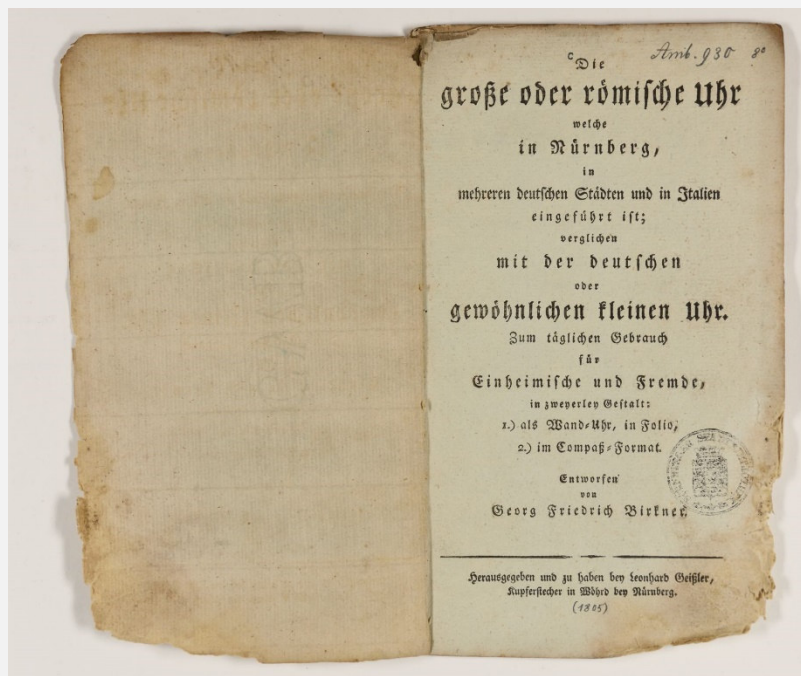 Amb. 930 8°
Die
große oder römische Uhr
welche
in Nürnberg,
in
mehreren deutschen Städten und in Italien
eingeführt ist;
verglichen
mit der deutschen
oder
gewöhnlichen kleinen Uhr.
Zum täglichen Gebrauch
für
Einheimische und Fremde,
in zweyerley Gestalt:
1.) als Wand-Uhr, in Folio,
2.) im Compaß-Format.
Entworfen
von
Georg Friedrich Birkner.
Herausgegeben und zu haben bey Leonhard Geißler,
Kupferstecher in Wöhrd bey Nürnberg.
(1805)